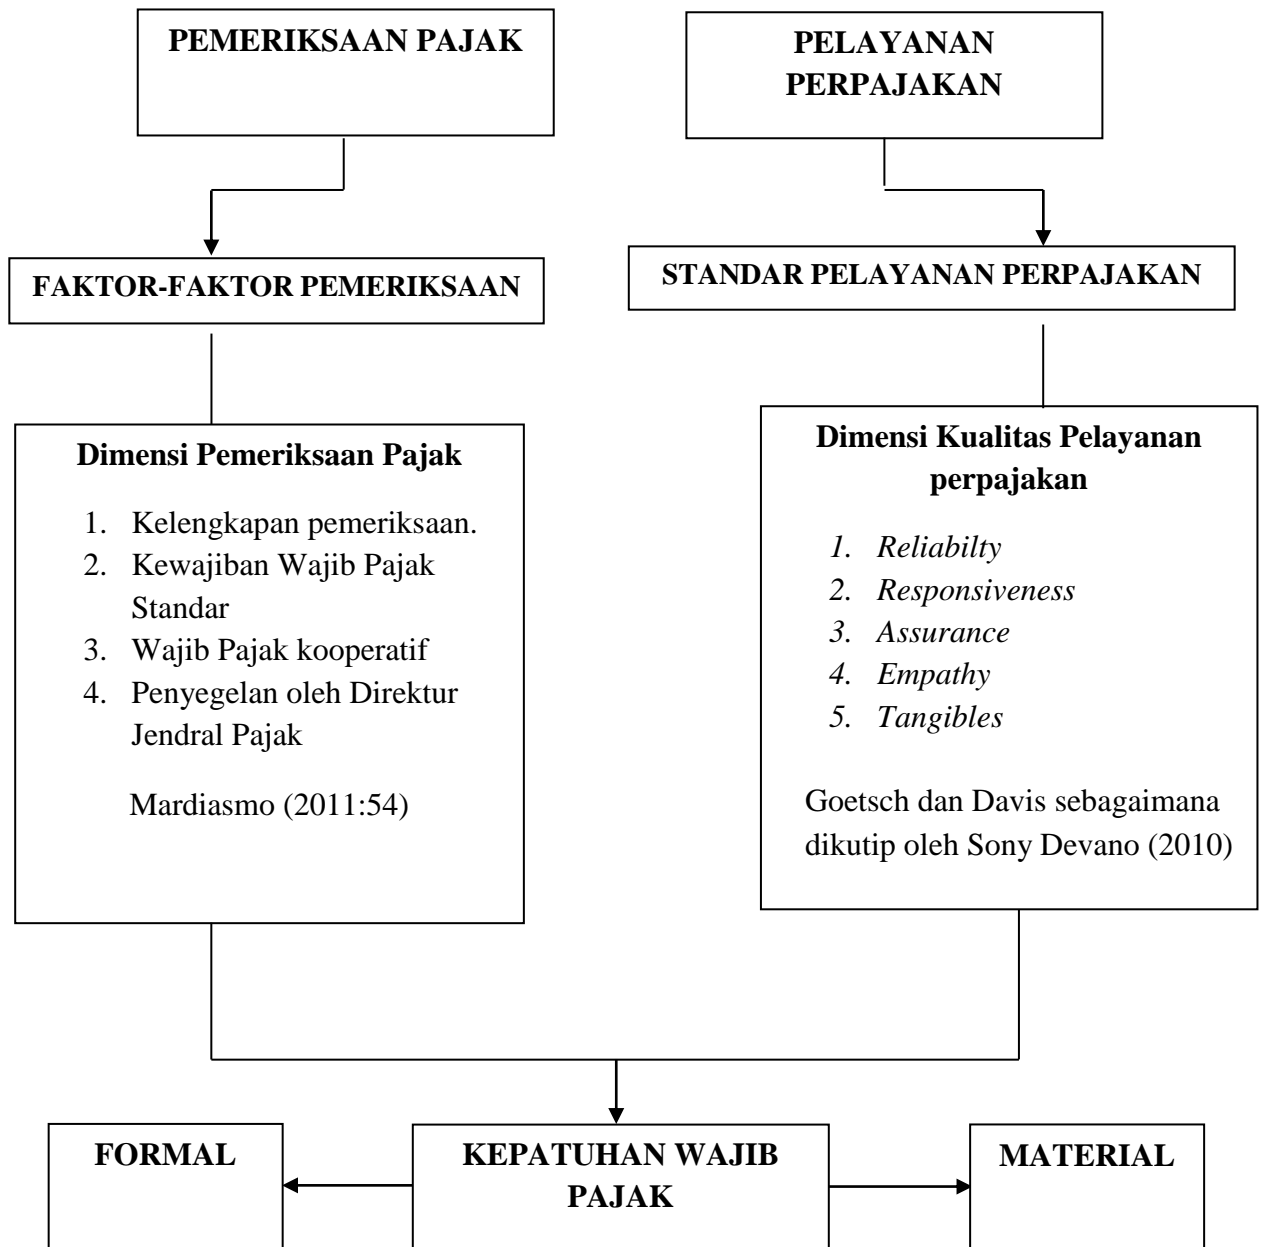 PEMERIKSAAN PAJAK
PELAYANAN
PERPAJAKAN
FAKTOR-FAKTOR PEMERIKSAAN
STANDAR PELAYANAN PERPAJAKAN
Dimensi Pemeriksaan Pajak
1. Kelengkapan pemeriksaan.
2. Kewajiban Wajib Pajak
Standar
3. Wajib Pajak kooperatif
4. Penyegelan oleh Direktur
Jendral Pajak
Mardiasmo (2011:54)
Dimensi Kualitas Pelayanan
perpajakan
1. Reliabilty
2. Responsiveness
3. Assurance
4. Empathy
5. Tangibles
Goetsch dan Davis sebagaimana
dikutip oleh Sony Devano (2010)
FORMAL
KEPATUHAN WAJIB
PAJAK
MATERIAL